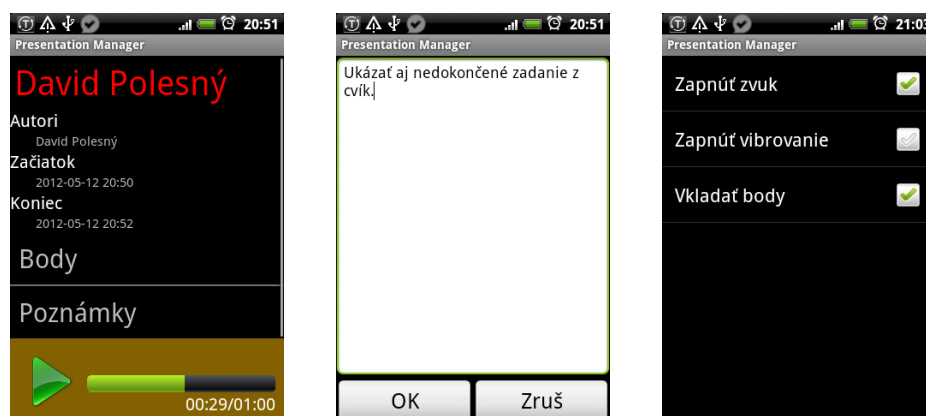 20:51
Presentation Manager
David Polesný
Autori
David Polesný
Začiatok
2012-05-12 20:50
Koniec
2012-05-12 20:52
Body
Poznámky
00:29/01:00
20:51
Presentation Manager
Ukázať aj nedokončené zadanie z
cvík.
OK Zruš
21:03
Presentation Manager
Zapnúť zvuk
Zapnúť vibrovanie
Vkladať body